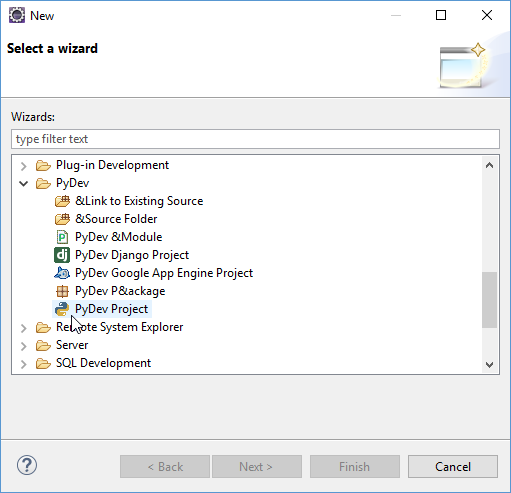 New
Select a wizard
Wizards:
type filter text
Plug-in Development
PyDev
&Link to Existing Source
&Source Folder
PyDev &Module
PyDev Django Project
PyDev Google App Engine Project
PyDev P&ackage
PyDev Project
Remote System Explorer
Server
SQL Development
< Back
Next >
Finish
Cancel